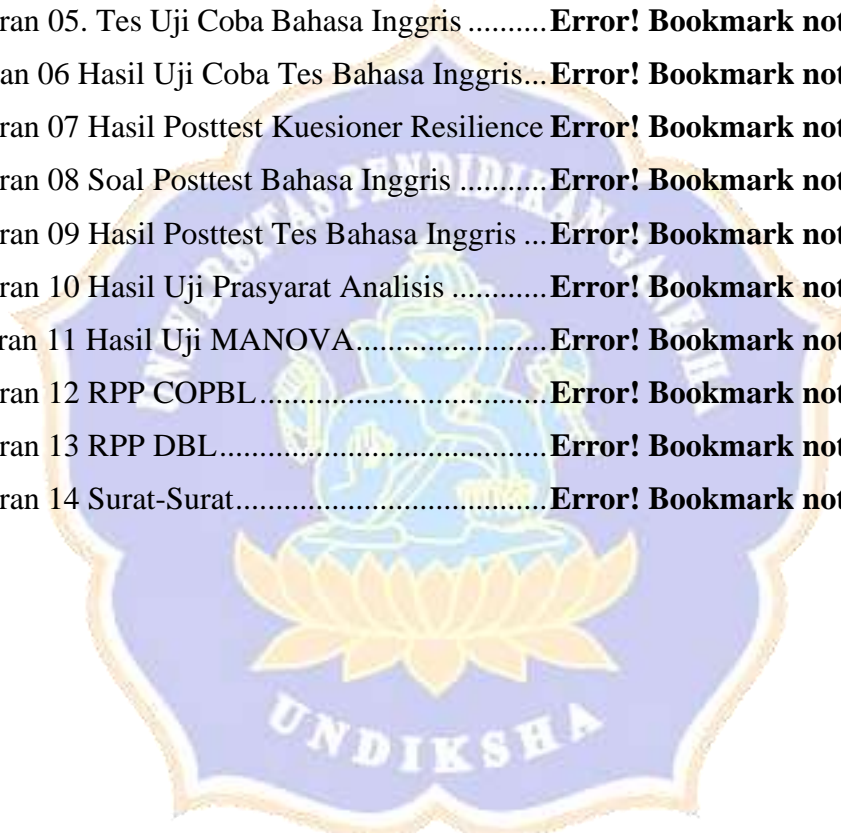 ran 05. Tes Uji Coba Bahasa Inggris ..........Error! Bookmark not
an 06 Hasil Uji Coba Tes Bahasa Inggris...Error! Bookmark not
ran 07 Hasil Posttest Kuesioner Resilience Error! Bookmark not
ran 08 Soal Posttest Bahasa Inggris ...........Error! Bookmark not
ran 09 Hasil Posttest Tes Bahasa Inggris ...Error! Bookmark not
ran 10 Hasil Uji Prasyarat Analisis ............Error! Bookmark not
ran 11 Hasil Uji MANOVA........................Error! Bookmark not
ran 12 RPP COPBL....................................Error! Bookmark not
ran 13 RPP DBL.........................................Error! Bookmark not
ran 14 Surat-Surat.......................................Error! Bookmark not
UNIVERSITAS PENDIDIKAN GANESHA
UNDIKSHA